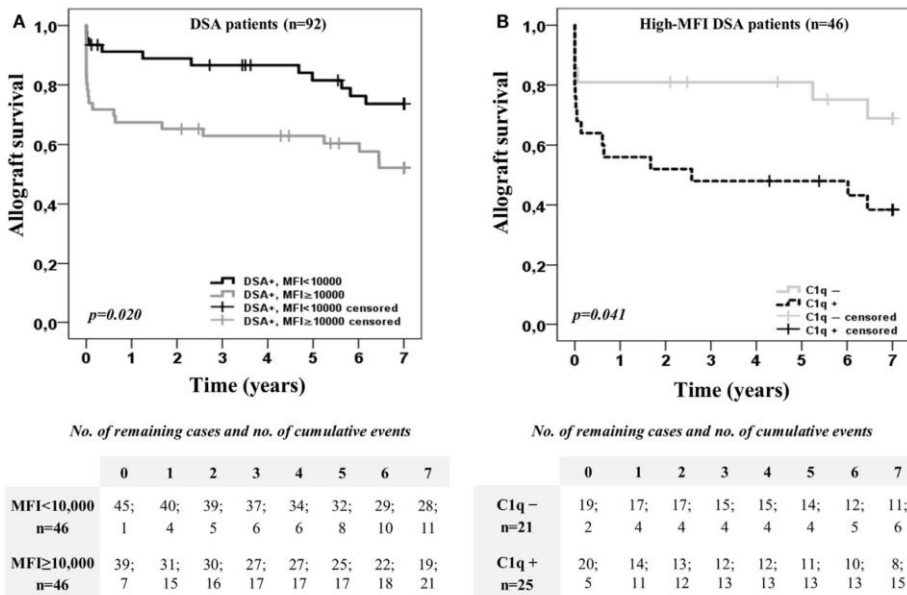 A
DSA patients (n=92)
Allograft survival
1,0
0,8
0,6
0,4
0,2
0,0
DSA+, MFI<10000
DSA+, MFI≥10000
DSA+, MFI<10000 censored
DSA+, MFI≥10000 censored
p=0.020
0 1 2 3 4 5 6 7
Time (years)
No. of remaining cases and no. of cumulative events
0 1 2 3 4 5 6 7
MFI<10,000 45; 40; 39; 37; 34; 32; 29; 28;
n=46 1 4 5 6 6 8 10 11
MFI≥10,000 39; 31; 30; 27; 27; 25; 22; 19;
n=46 7 15 16 17 17 17 18 21
B
High-MFI DSA patients (n=46)
Allograft survival
1,0
0,8
0,6
0,4
0,2
0,0
C1q −
C1q +
C1q − censored
C1q + censored
p=0.041
0 1 2 3 4 5 6 7
Time (years)
No. of remaining cases and no. of cumulative events
0 1 2 3 4 5 6 7
C1q − 19; 17; 17; 15; 15; 14; 12; 11;
n=21 2 4 4 4 4 4 5 6
C1q + 20; 14; 13; 12; 12; 11; 10; 8;
n=25 5 11 12 13 13 13 13 15